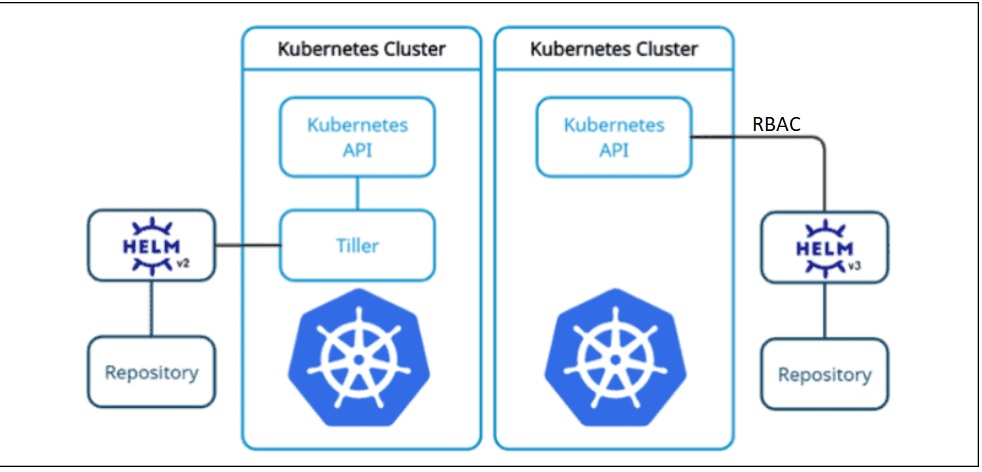 Kubernetes Cluster
Kubernetes
API
Tiller
HELM
v2
Repository
Kubernetes Cluster
Kubernetes
API
RBAC
HELM
v3
Repository